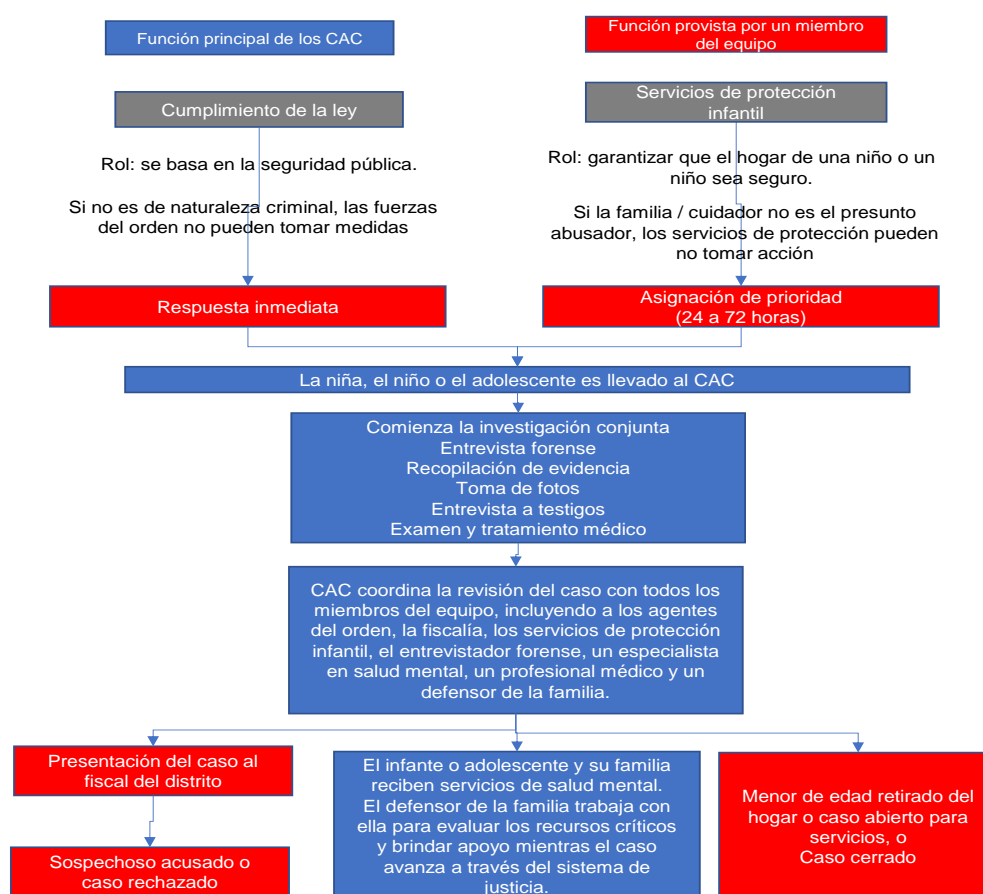 Función principal de los CAC
Función provista por un miembro
del equipo
Cumplimiento de la ley
Servicios de protección
infantil
Rol: se basa en la seguridad pública.
Si no es de naturaleza criminal, las fuerzas
del orden no pueden tomar medidas
Rol: garantizar que el hogar de una niño o un
niño sea seguro.
Si la familia / cuidador no es el presunto
abusador, los servicios de protección pueden
no tomar acción
Respuesta inmediata
Asignación de prioridad
(24 a 72 horas)
La niña, el niño o el adolescente es llevado al CAC
Comienza la investigación conjunta
Entrevista forense
Recopilación de evidencia
Toma de fotos
Entrevista a testigos
Examen y tratamiento médico
CAC coordina la revisión del caso con todos los
miembros del equipo, incluyendo a los agentes
del orden, la fiscalía, los servicios de protección
infantil, el entrevistador forense, un especialista
en salud mental, un profesional médico y un
defensor de la familia.
Presentación del caso al
fiscal del distrito
Sospechoso acusado o
caso rechazado
El infante o adolescente y su familia
reciben servicios de salud mental.
El defensor de la familia trabaja con
ella para evaluar los recursos críticos
y brindar apoyo mientras el caso
avanza a través del sistema de
justicia.
Menor de edad retirado del
hogar o caso abierto para
servicios, o
Caso cerrado